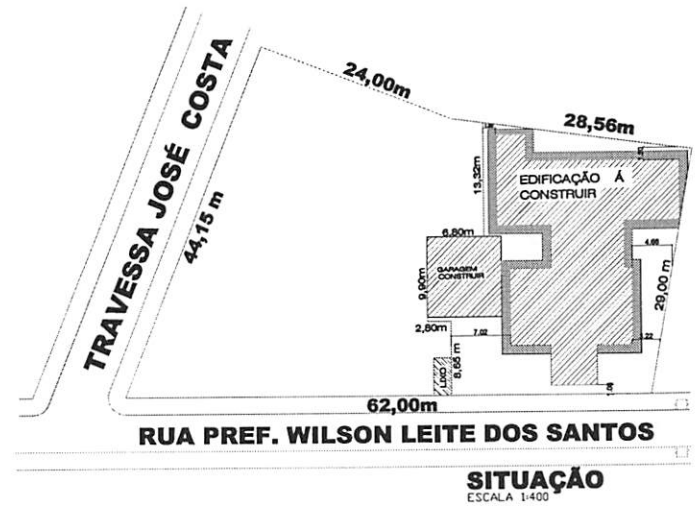 TRAVESSA JOSÉ COSTA
44,15 m
24,00m
28,56m
13,32m
EDIFICAÇÃO Á
CONSTRUIR
6,80m
GARAGEM
CONSTRUIR
9,90m
4.66
29,00 m
2,80m
7.02
LIXO
8,65 m
62,00m
RUA PREF. WILSON LEITE DOS SANTOS
SITUAÇÃO
ESCALA 1:400